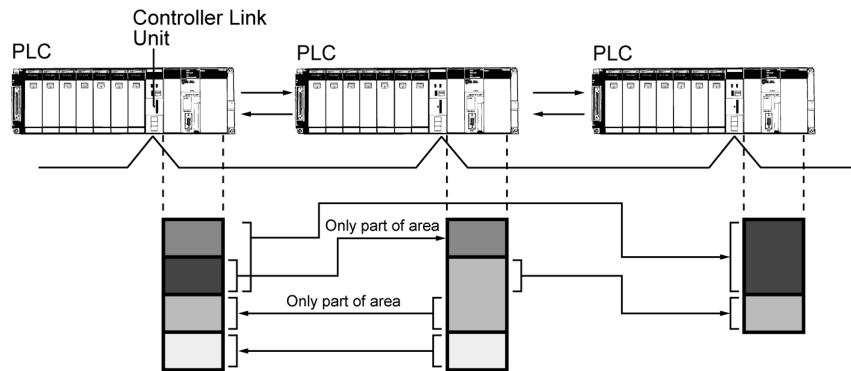 Controller Link
Unit
PLC
PLC
PLC
Only part of area
Only part of area